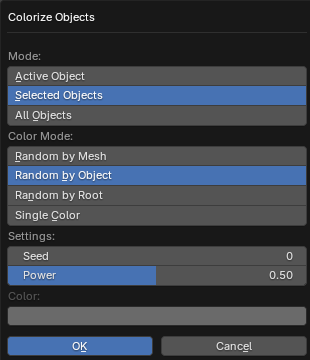 Colorize Objects
Mode:
Active Object
Selected Objects
All Objects
Color Mode:
Random by Mesh
Random by Object
Random by Root
Single Color
Settings:
Seed 0
Power 0.50
Color:
OK Cancel